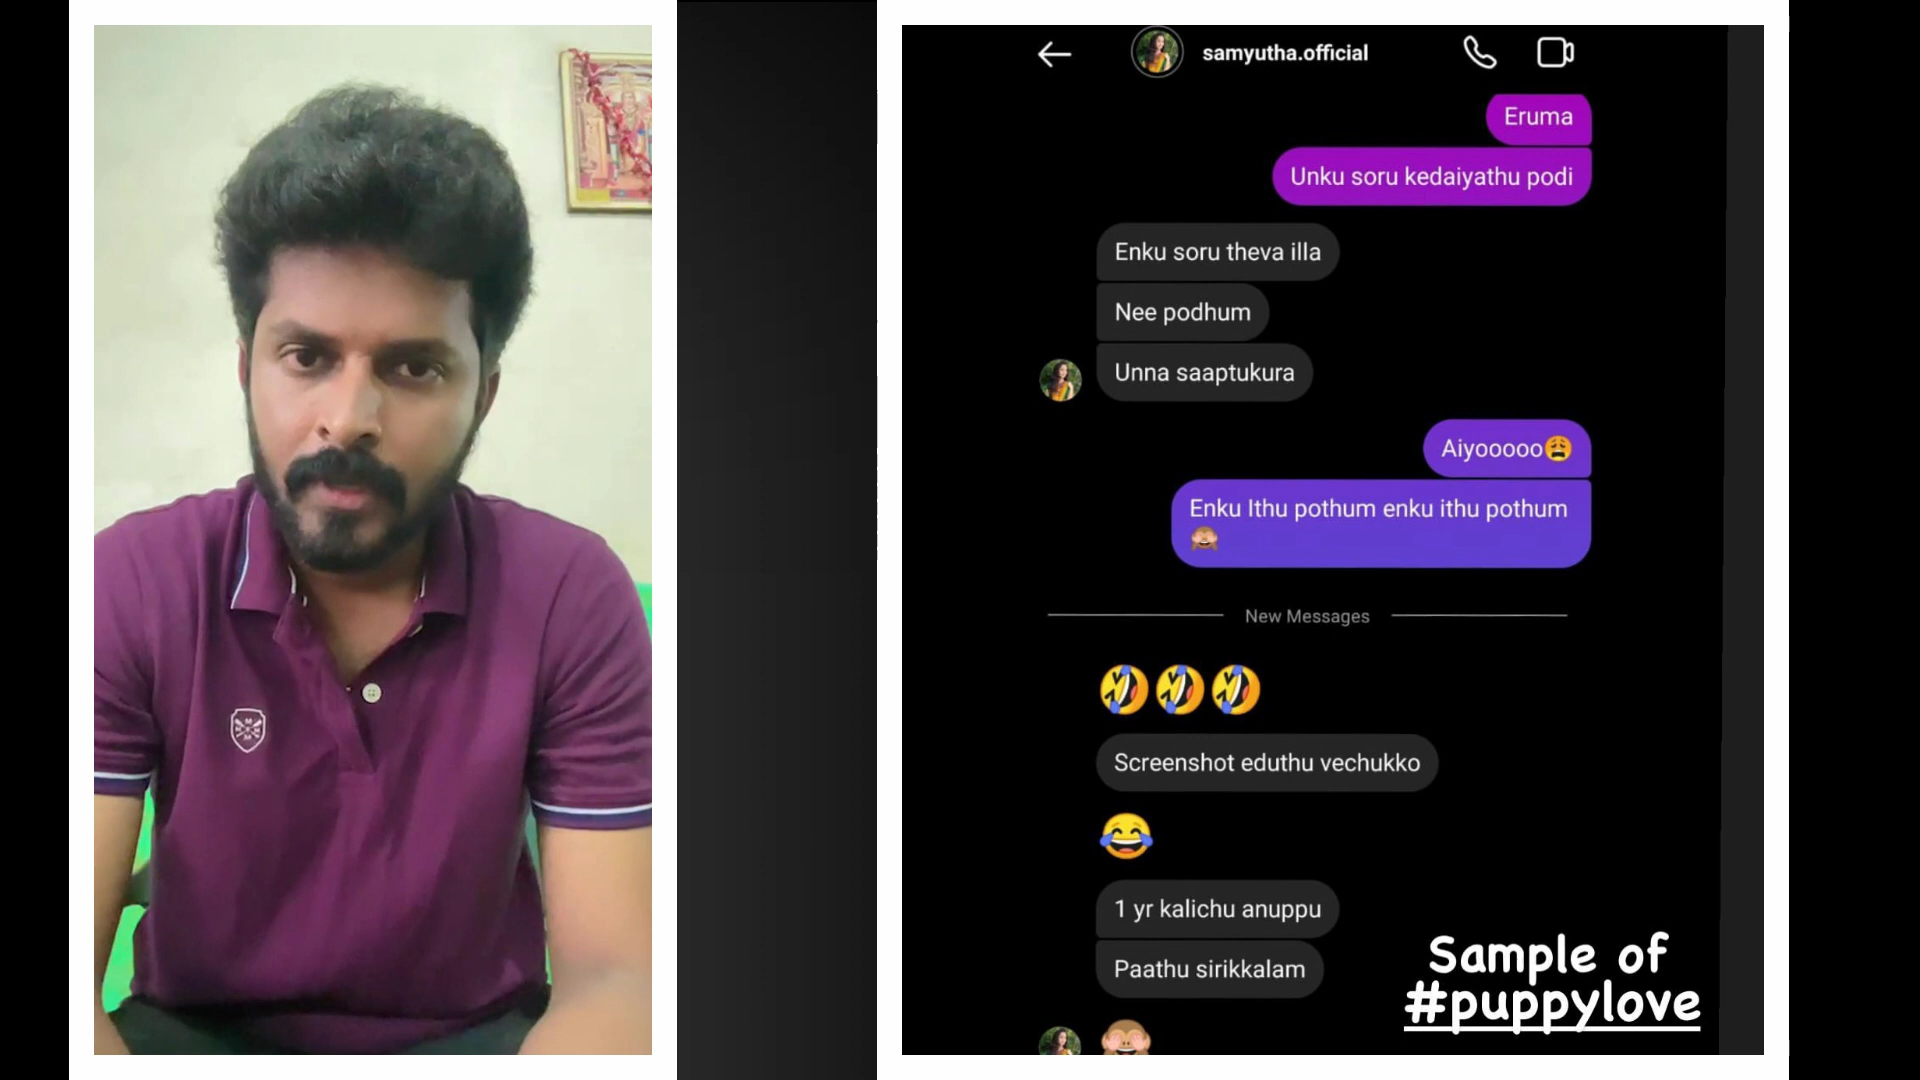 samyutha.official
Eruma
Unku soru kedaiyathu podi
Enku soru theva illa
Nee podhum
Unna saaptukura
Aiyooooo😩
Enku Ithu pothum enku ithu pothum
🙈
New Messages
🤣🤣🤣
Screenshot eduthu vechukko
😂
1 yr kalichu anuppu
Paathu sirikkalam
🙈
Sample of
#puppylove